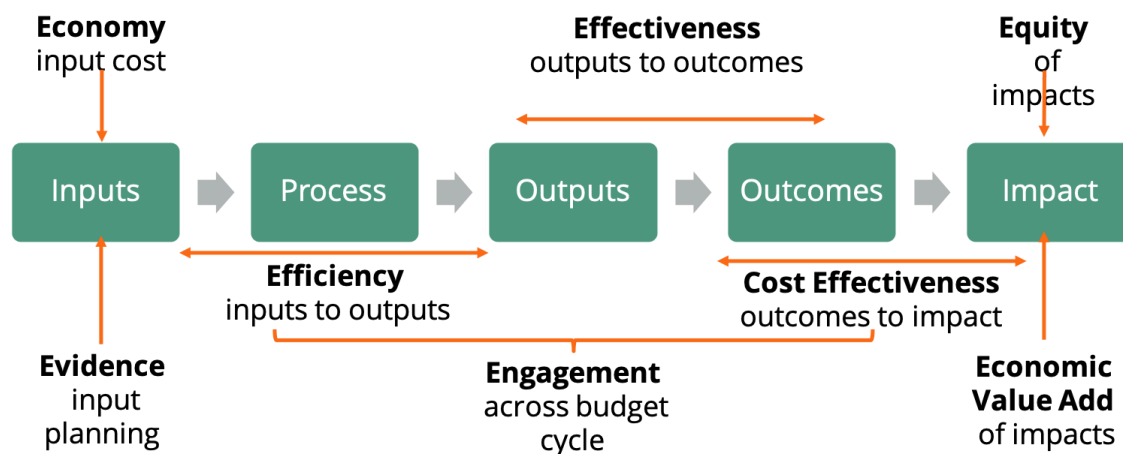 Economy
input cost
Effectiveness
outputs to outcomes
Equity
of
impacts
Inputs
Process
Outputs
Outcomes
Impact
Efficiency
inputs to outputs
Cost Effectiveness
outcomes to impact
Evidence
input
planning
Engagement
across budget
cycle
Economic
Value Add
of impacts